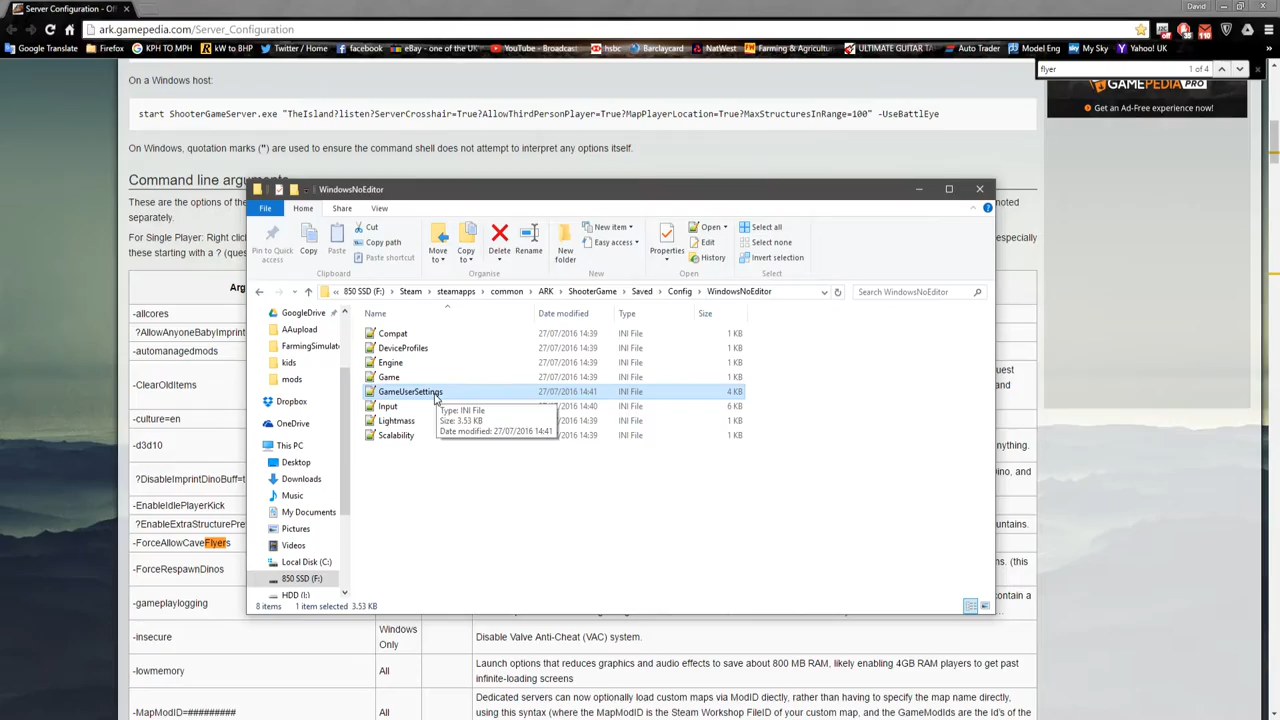 Server_Configuration - Of
David
ark.gamepedia.com/Server_Configuration
Google Translate
Firefox
KPH TO MPH
kW to BHP
Twitter / Home
facebook
eBay - one of the UK
YouTube - Broadcast
hsbc
Barclaycard
NatWest
Farming & Agricultu
ULTIMATE GUITAR TA
Auto Trader
Model Eng
My Sky
Yahoo! UK
flyer
1 of 4
On a Windows host:
GAMEPEDIA PRO
Get an Ad-Free experience now!
start ShooterGameServer.exe "TheIsland?listen?ServerCrosshair=True?AllowThirdPersonPlayer=True?MapPlayerLocation=True?MaxStructuresInRange=100" -UseBattlEye
On Windows, quotation marks (") are used to ensure the command shell does not attempt to interpret any options itself.
Command line arguments
These are the options of the
noted
separately.
For Single Player: Right clic
especially
these starting with a ? (ques
WindowsNoEditor
File
Home
Share
View
Pin to Quick access
Copy
Paste
Cut
Copy path
Paste shortcut
Move to
Copy to
Delete
Rename
New folder
New item
Easy access
Properties
Open
Edit
History
Select all
Select none
Invert selection
Clipboard
Organise
New
Open
Select
850 SSD (F:) > Steam > steamapps > common > ARK > ShooterGame > Saved > Config > WindowsNoEditor
Search WindowsNoEditor
Name Date modified Type Size
Compat 27/07/2016 14:39 INI File 1 KB
DeviceProfiles 27/07/2016 14:39 INI File 1 KB
Engine 27/07/2016 14:39 INI File 1 KB
Game 27/07/2016 14:39 INI File 1 KB
GameUserSettings 27/07/2016 14:41 INI File 4 KB
Input 27/07/2016 14:40 INI File 6 KB
Lightmass 27/07/2016 14:39 INI File 1 KB
Scalability 27/07/2016 14:39 INI File 1 KB
Type: INI File
Size: 3.53 KB
Date modified: 27/07/2016 14:41
GoogleDrive
AAupload
FarmingSimulato
kids
mods
Dropbox
OneDrive
This PC
Desktop
Downloads
Music
My Documents
Pictures
Videos
Local Disk (C:)
850 SSD (F:)
HDD (I:)
8 items 1 item selected 3.53 KB
Arg
-allcores
?AllowAnyoneBabyImprint
-automanagedmods
-ClearOldItems
est and
-culture=en
-d3d10
anything.
?DisableImprintDinoBuff=t
Dino, and
-EnableIdlePlayerKick
?EnableExtraStructurePre
untains.
-ForceAllowCaveFlyers
-ForceRespawnDinos
ns. (this
-gameplaylogging
contain a
-insecure
Windows Only
Disable Valve Anti-Cheat (VAC) system.
-lowmemory
All
Launch options that reduces graphics and audio effects to save about 800 MB RAM, likely enabling 4GB RAM players to get past
infinite-loading screens
Dedicated servers can now optionally load custom maps via ModID diectly, rather than having to specify the map name directly,
-MapModID=#########
All
using this syntax (where the MapModID is the Steam Workshop FileID of your custom map, and the GameModIds are the Id's of the